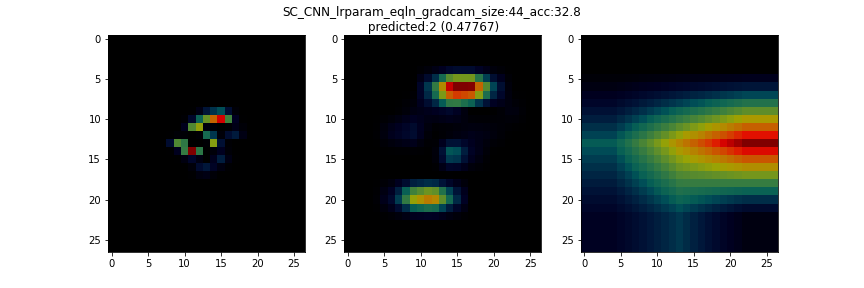 SC_CNN_lrparam_eqln_gradcam_size:44_acc:32.8
predicted:2 (0.47767)
0 0 0
5 5 5
10 10 10
15 15 15
20 20 20
25 25 25
0 5 10 15 20 25 0 5 10 15 20 25 0 5 10 15 20 25